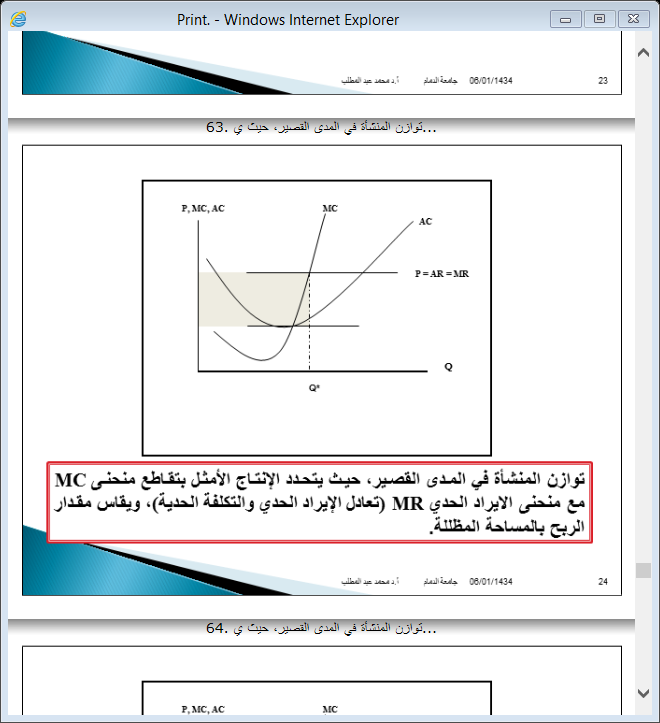 Print. - Windows Internet Explorer
أ.د محمد عبد المطلب جامعة الدمام 06/01/1434 23
63. توازن المنشأة في المدى القصير، حيث ي...
P, MC, AC MC
AC
P = AR = MR
Q
Q*
توازن المنشأة في المدى القصير، حيث يتحدد الإنتاج الأمثل بتقاطع منحنى MC
مع منحنى الايراد الحدي MR (تعادل الإيراد الحدي والتكلفة الحدية)، ويقاس مقدار
الربح بالمساحة المظللة.
أ.د محمد عبد المطلب جامعة الدمام 06/01/1434 24
64. توازن المنشأة في المدى القصير، حيث ي...
P, MC, AC MC